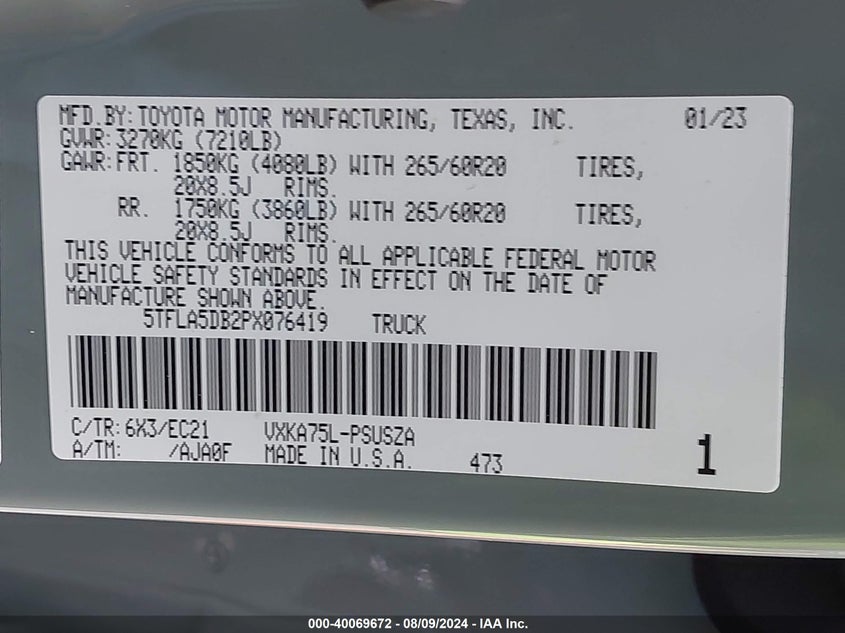 MFD.BY:TOYOTA MOTOR MANUFACTURING, TEXAS, INC. 01/23
GVWR:3270KG (7210LB)
GAWR:FRT. 1850KG (4080LB) WITH 265/60R20 TIRES,
20X8.5J RIMS.
RR. 1750KG (3860LB) WITH 265/60R20 TIRES,
20X8.5J RIMS.
THIS VEHICLE CONFORMS TO ALL APPLICABLE FEDERAL MOTOR
VEHICLE SAFETY STANDARDS IN EFFECT ON THE DATE OF
MANUFACTURE SHOWN ABOVE.
5TFLA5DB2PX076419 TRUCK
C/TR:6X3/EC21 VXKA75L-PSUSZA
A/TM: /AJA0F MADE IN U.S.A. 473 1
000-40069672 - 08/09/2024 - IAA Inc.